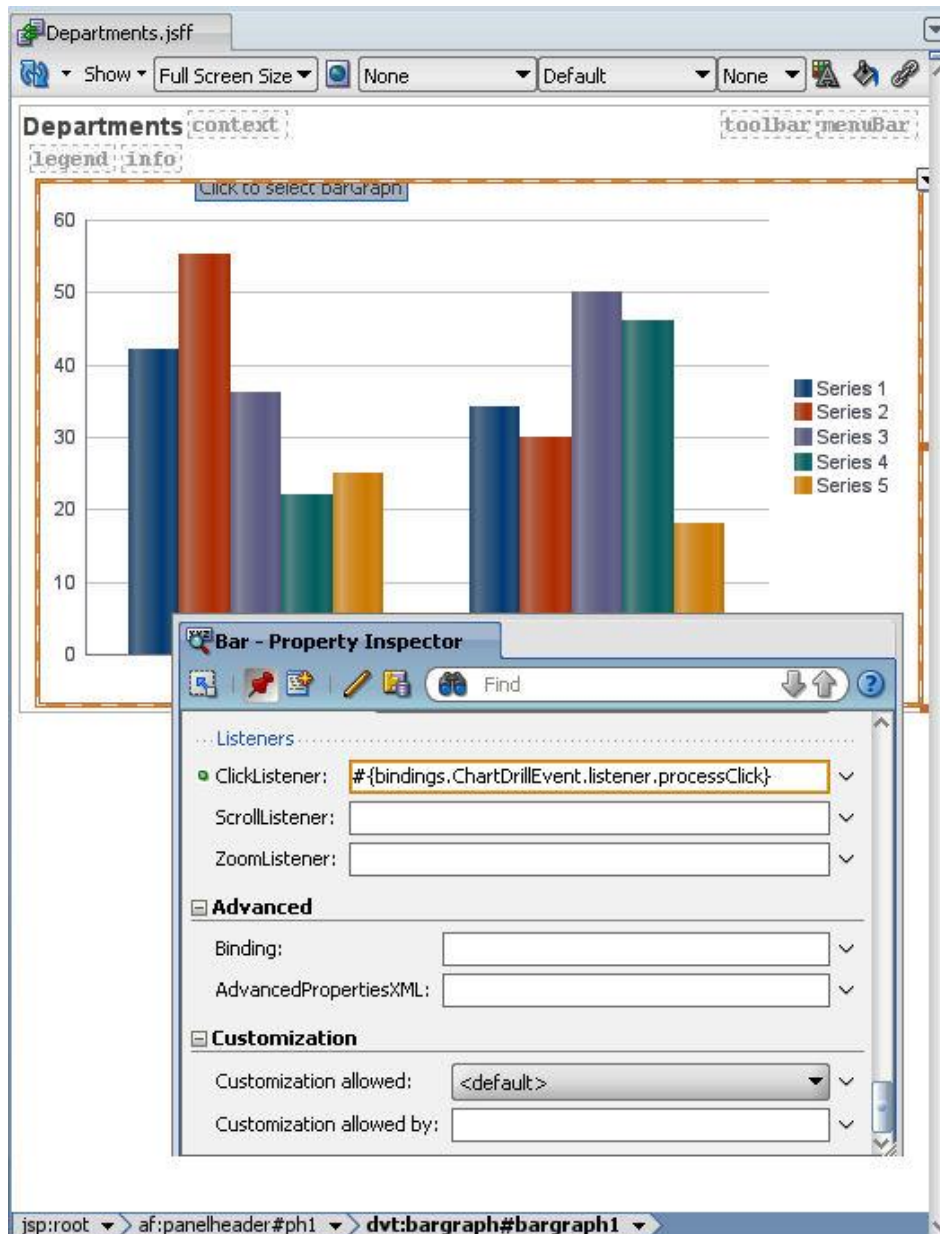 Departments.jsff
Show Full Screen Size None Default None
Departments context toolbar menuBar
legend info
Click to select barGraph
60
50
40
30
20
10
0
Series 1
Series 2
Series 3
Series 4
Series 5
Bar - Property Inspector
Find
Listeners
ClickListener: #{bindings.ChartDrillEvent.listener.processClick}
ScrollListener:
ZoomListener:
Advanced
Binding:
AdvancedPropertiesXML:
Customization
Customization allowed: <default>
Customization allowed by:
jsp:root af:panelheader#ph1 dvt:bargraph#bargraph1